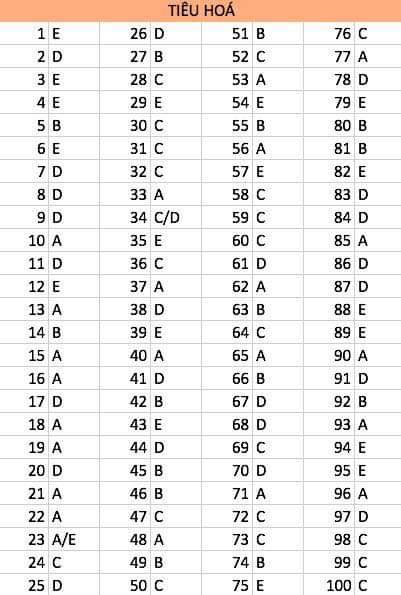 TIÊU HOÁ
1 E 26 D 51 B 76 C
2 D 27 B 52 C 77 A
3 E 28 C 53 A 78 D
4 E 29 E 54 E 79 E
5 B 30 C 55 B 80 B
6 E 31 C 56 A 81 B
7 D 32 C 57 E 82 E
8 D 33 A 58 C 83 D
9 D 34 C/D 59 C 84 D
10 A 35 E 60 C 85 A
11 D 36 C 61 D 86 D
12 E 37 A 62 A 87 D
13 A 38 D 63 B 88 E
14 B 39 E 64 C 89 E
15 A 40 A 65 A 90 A
16 A 41 D 66 B 91 D
17 D 42 B 67 D 92 B
18 A 43 E 68 D 93 A
19 A 44 D 69 C 94 E
20 D 45 B 70 D 95 E
21 A 46 B 71 A 96 A
22 A 47 C 72 C 97 D
23 A/E 48 A 73 C 98 C
24 C 49 B 74 B 99 C
25 D 50 C 75 E 100 C